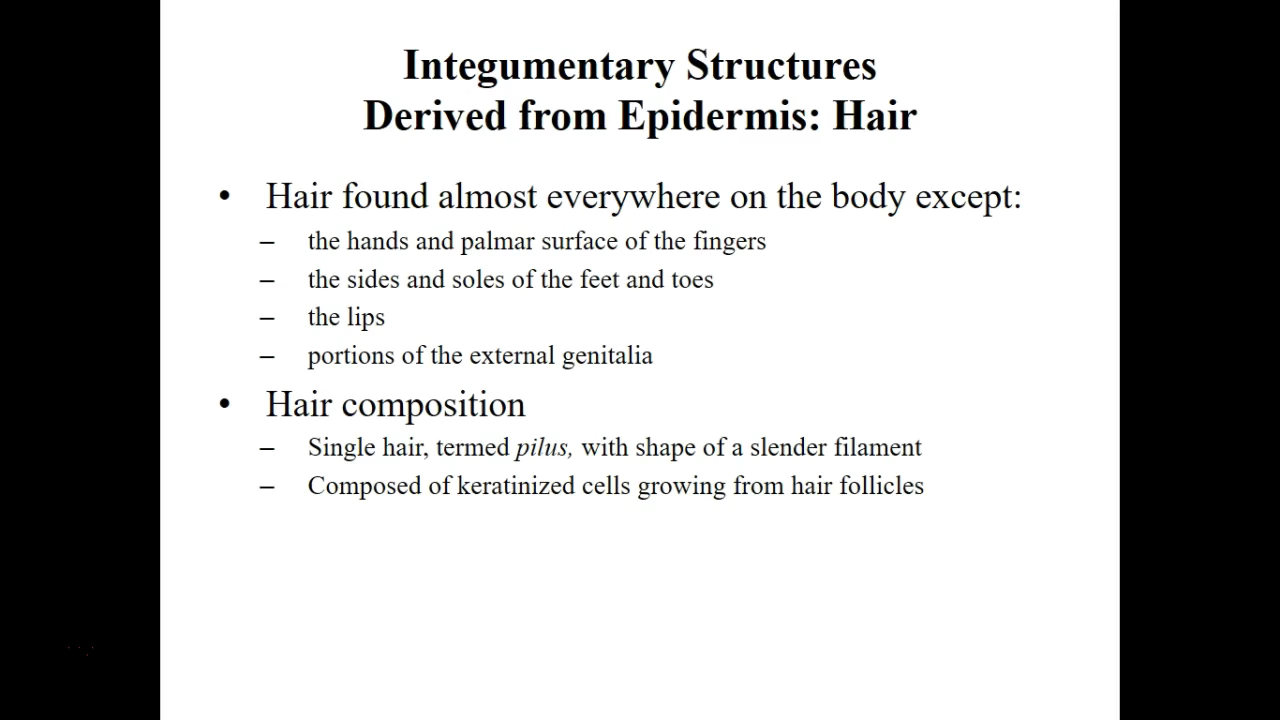 Integumentary Structures
Derived from Epidermis: Hair
• Hair found almost everywhere on the body except:
– the hands and palmar surface of the fingers
– the sides and soles of the feet and toes
– the lips
– portions of the external genitalia
• Hair composition
– Single hair, termed pilus, with shape of a slender filament
– Composed of keratinized cells growing from hair follicles